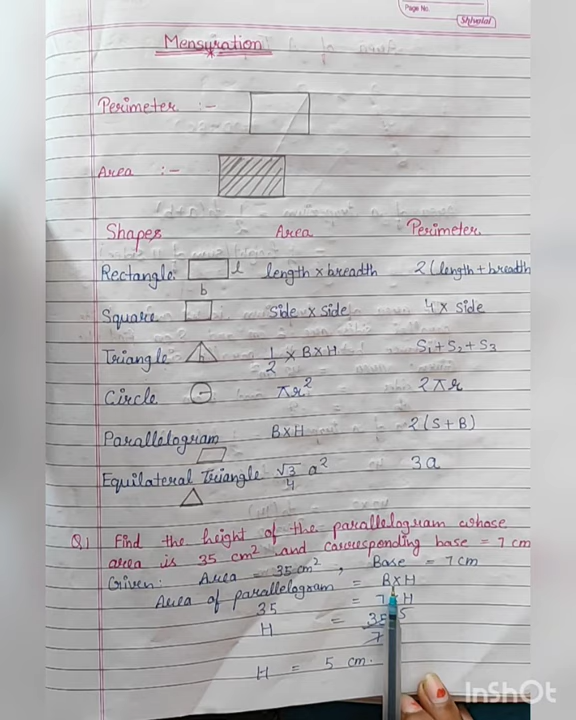 Page No.
Shivalal
Mensuration
Perimeter :-
Area :-
Shapes Area Perimeter
Rectangle l length × breadth 2(length + breadth
b
Square side × side 4 × side
Triangle h 1/2 × B×H S₁ + S₂ + S₃
Circle πr² 2πr
Parallelogram B×H 2(S+B)
Equilateral Triangle √3/4 a² 3a
Q1 Find the height of the parallelogram whose
area is 35 cm² and corresponding base = 7 cm
Given: Area = 35 cm², Base = 7 cm
Area of parallelogram = B×H
35 = 7×H
H = 35/7 5
H = 5 cm.
InShOt